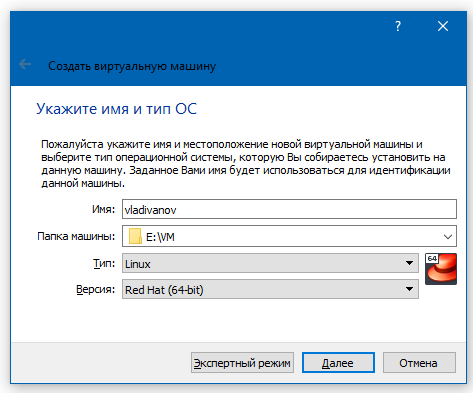 ?
Создать виртуальную машину
Укажите имя и тип ОС
Пожалуйста укажите имя и местоположение новой виртуальной машины и
выберите тип операционной системы, которую Вы собираетесь установить на
данную машину. Заданное Вами имя будет использоваться для идентификации
данной машины.
Имя: vladivanov
Папка машины: E:\VM
Тип: Linux 64
Версия: Red Hat (64-bit)
Экспертный режим Далее Отмена